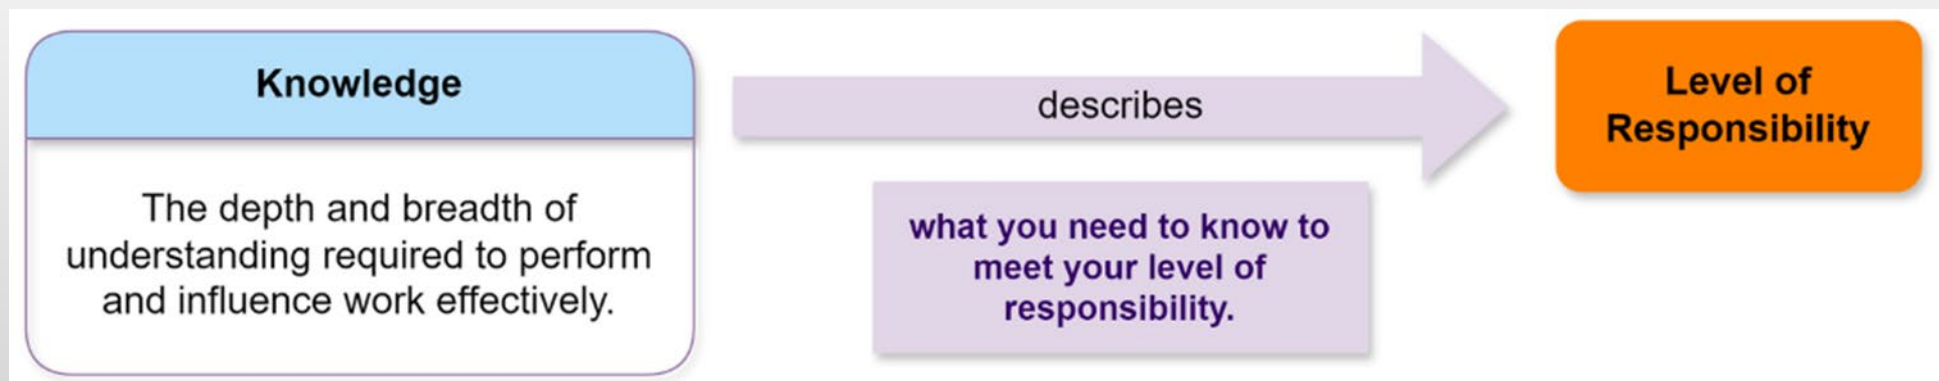 Knowledge
The depth and breadth of
understanding required to perform
and influence work effectively.
describes
what you need to know to
meet your level of
responsibility.
Level of
Responsibility